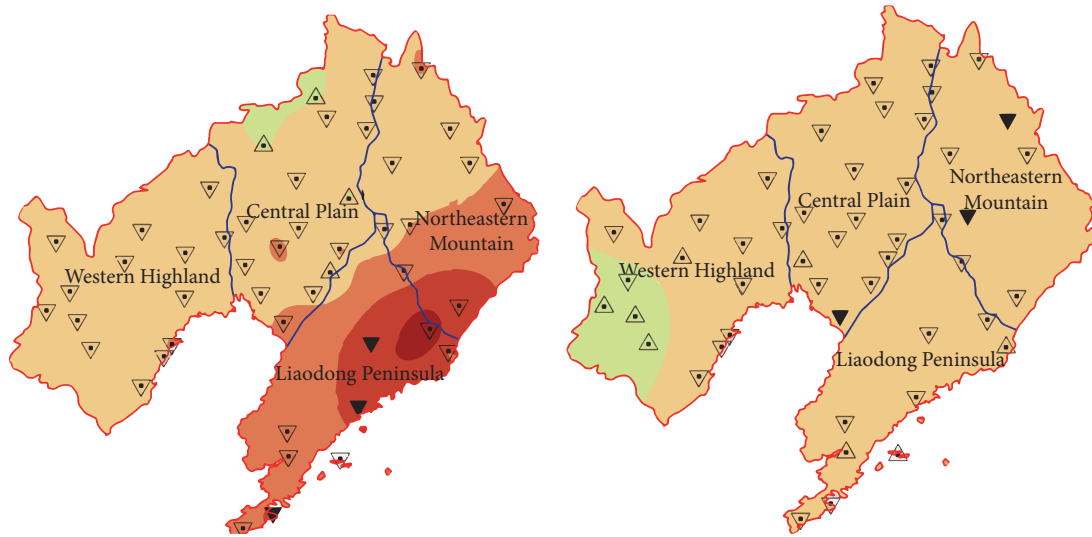 Central Plain
Northeastern
Mountain
Western Highland
Liaodong Peninsula
Northeastern
Mountain
Central Plain
Western Highland
Liaodong Peninsula